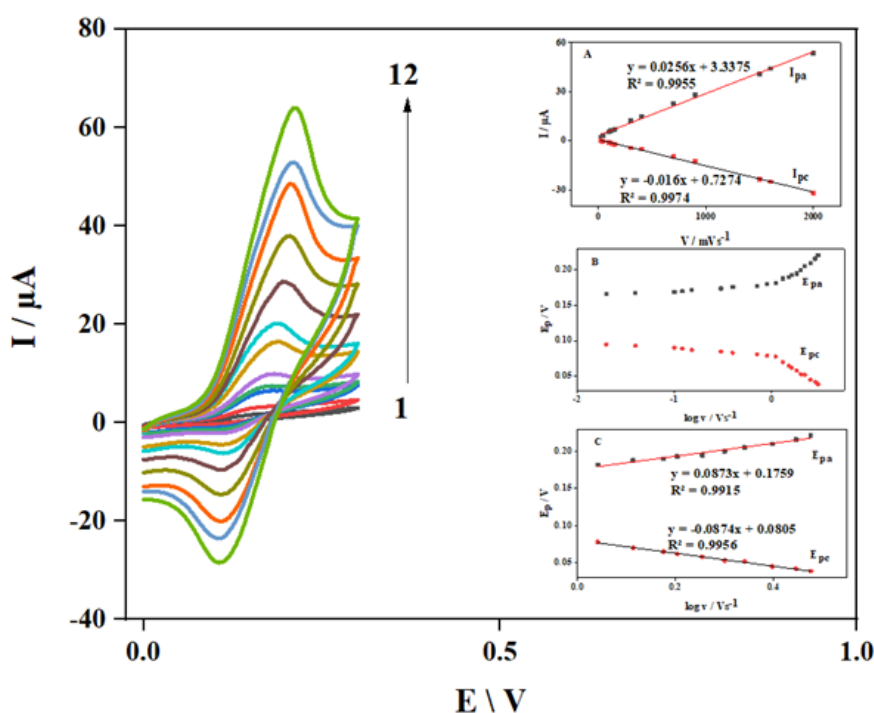 80
60
40
20
0
-20
-40
I / µA
0.0
0.5
1.0
E \ V
12
1
A
60
0
-30
I / µA
y = 0.0256x + 3.3375
R² = 0.9955
Ipa
y = -0.016x + 0.7274
R² = 0.9974
Ipc
0
1000
2000
V / mVs-1
B
0.20
0.15
0.10
0.05
Ep / V
Epa
Epc
-2
-1
0
log v / Vs-1
C
0.20
0.15
0.10
0.05
Ep / V
Epa
y = 0.0873x + 0.1759
R² = 0.9915
y = -0.0874x + 0.0805
R² = 0.9956
Epc
0.0
0.2
0.4
log v / Vs-1